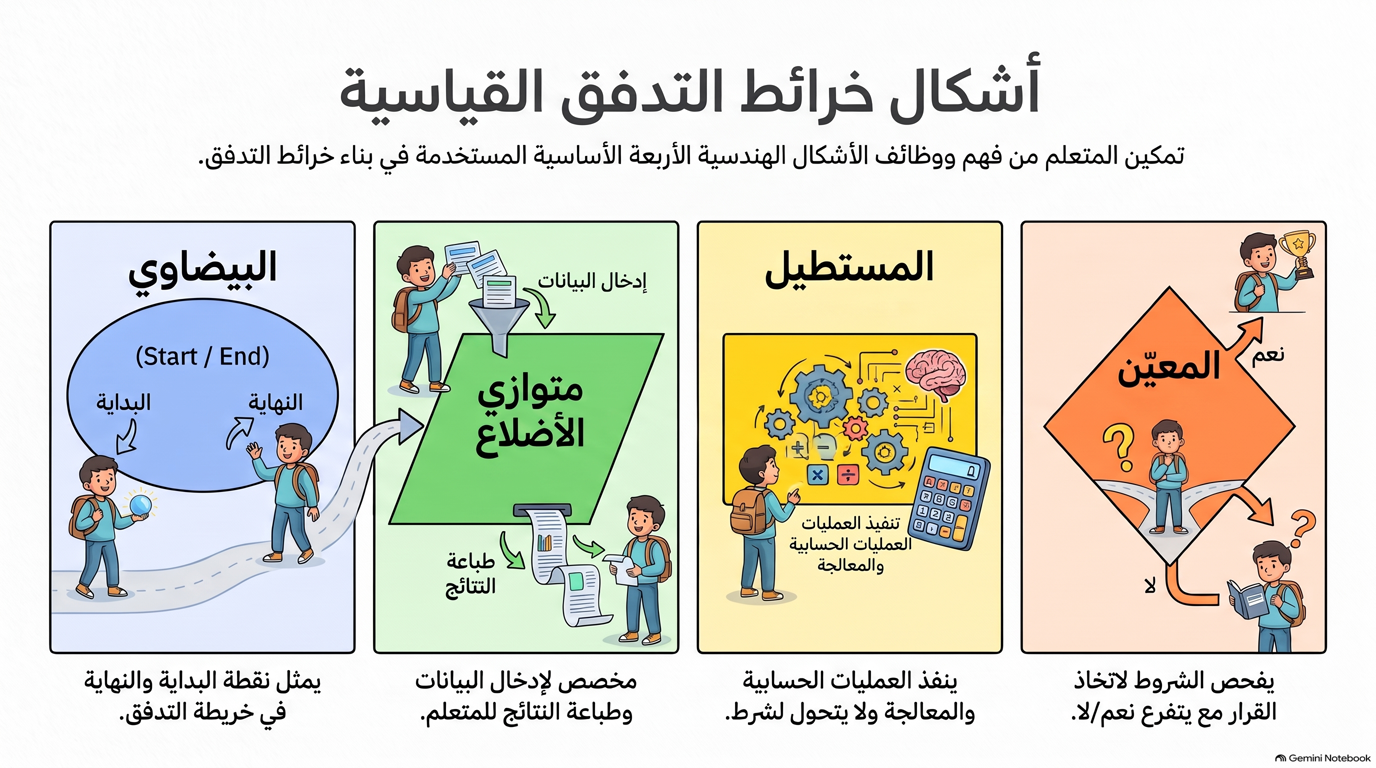 أشكال خرائط التدفق القياسية
تمكين المتعلم من فهم ووظائف الأشكال الهندسية الأربعة الأساسية المستخدمة في بناء خرائط التدفق.
البيضاوي
(Start / End)
البداية
النهاية
يمثل نقطة البداية والنهاية
في خريطة التدفق.
إدخال البيانات
متوازي
الأضلاع
طباعة
النتائج
مخصص لإدخال البيانات
وطباعة النتائج للمتعلم.
المستطيل
تنفيذ العمليات
العمليات الحسابية
والمعالجة
ينفذ العمليات الحسابية
والمعالجة ولا يتحول لشرط.
المعيّن
نعم
لا
يفحص الشروط لاتخاذ
القرار مع يتفرع نعم/لا.
Gemini Notebook